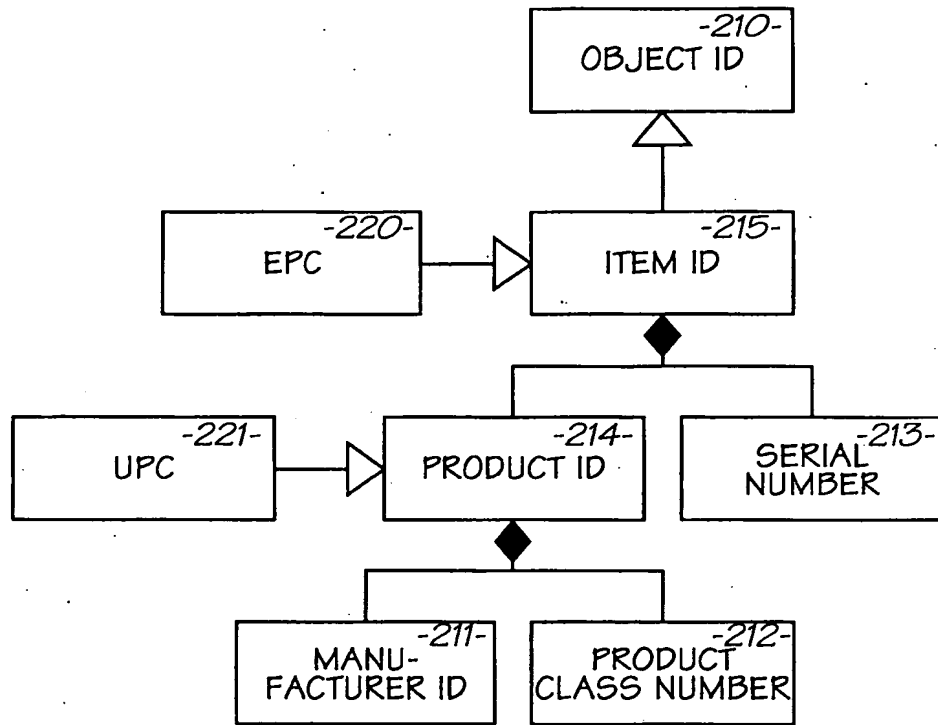 -210-
OBJECT ID
-220-
EPC
-215-
ITEM ID
-221-
UPC
-214-
PRODUCT ID
-213-
SERIAL
NUMBER
-211-
MANU-
FACTURER ID
-212-
PRODUCT
CLASS NUMBER